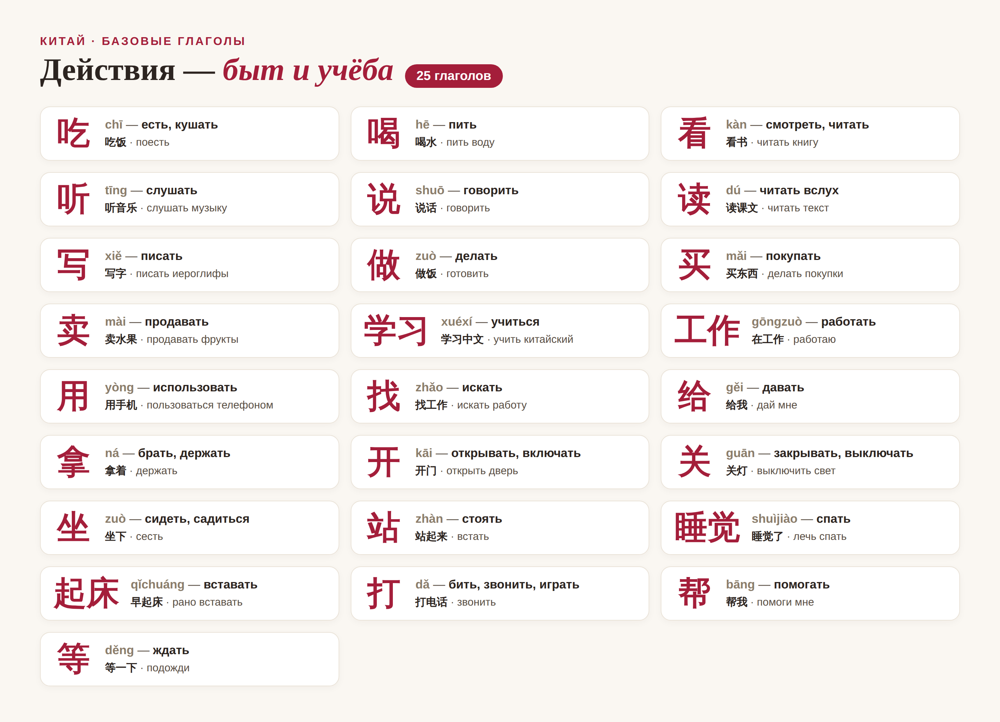 КИТАЙ · БАЗОВЫЕ ГЛАГОЛЫ
Действия — быт и учёба 25 глаголов
吃 chī — есть, кушать
吃饭 · поесть
喝 hē — пить
喝水 · пить воду
看 kàn — смотреть, читать
看书 · читать книгу
听 tīng — слушать
听音乐 · слушать музыку
说 shuō — говорить
说话 · говорить
读 dú — читать вслух
读课文 · читать текст
写 xiě — писать
写字 · писать иероглифы
做 zuò — делать
做饭 · готовить
买 mǎi — покупать
买东西 · делать покупки
卖 mài — продавать
卖水果 · продавать фрукты
学习 xuéxí — учиться
学习中文 · учить китайский
工作 gōngzuò — работать
在工作 · работаю
用 yòng — использовать
用手机 · пользоваться телефоном
找 zhǎo — искать
找工作 · искать работу
给 gěi — давать
给我 · дай мне
拿 ná — брать, держать
拿着 · держать
开 kāi — открывать, включать
开门 · открыть дверь
关 guān — закрывать, выключать
关灯 · выключить свет
坐 zuò — сидеть, садиться
坐下 · сесть
站 zhàn — стоять
站起来 · встать
睡觉 shuìjiào — спать
睡觉了 · лечь спать
起床 qǐchuáng — вставать
早起床 · рано вставать
打 dǎ — бить, звонить, играть
打电话 · звонить
帮 bāng — помогать
帮我 · помоги мне
等 děng — ждать
等一下 · подожди